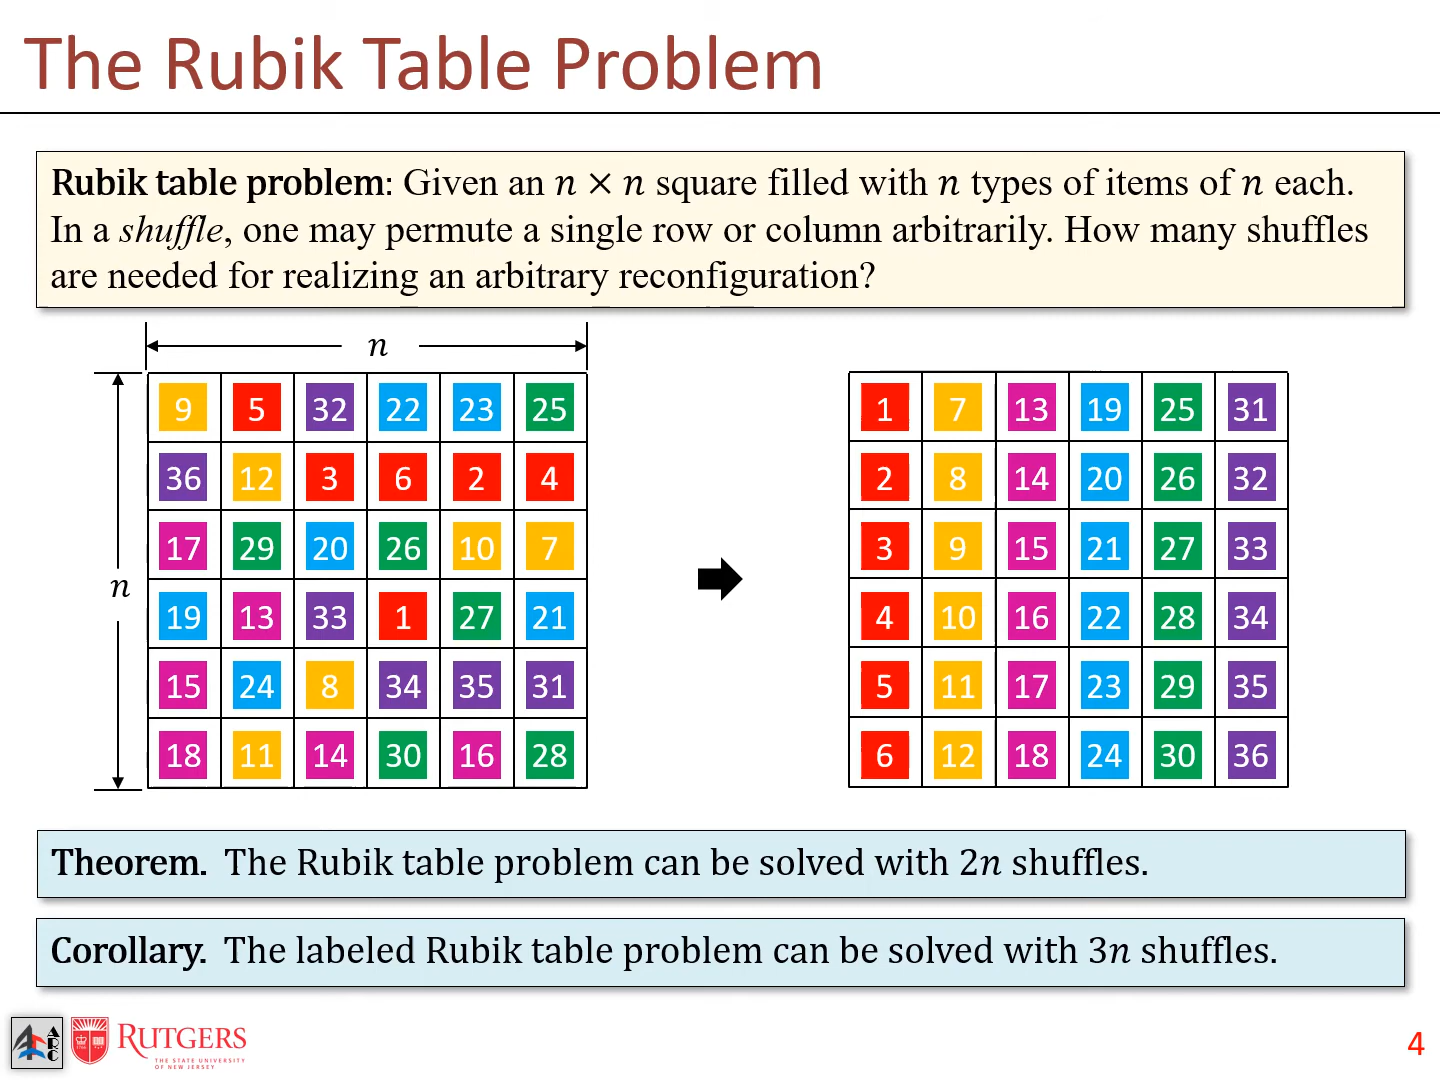 The Rubik Table Problem
Rubik table problem: Given an n × n square filled with n types of items of n each.
In a shuffle, one may permute a single row or column arbitrarily. How many shuffles
are needed for realizing an arbitrary reconfiguration?
n
n
9 5 32 22 23 25
36 12 3 6 2 4
17 29 20 26 10 7
19 13 33 1 27 21
15 24 8 34 35 31
18 11 14 30 16 28
1 7 13 19 25 31
2 8 14 20 26 32
3 9 15 21 27 33
4 10 16 22 28 34
5 11 17 23 29 35
6 12 18 24 30 36
Theorem. The Rubik table problem can be solved with 2n shuffles.
Corollary. The labeled Rubik table problem can be solved with 3n shuffles.
ARC
RUTGERS
THE STATE UNIVERSITY
OF NEW JERSEY
4